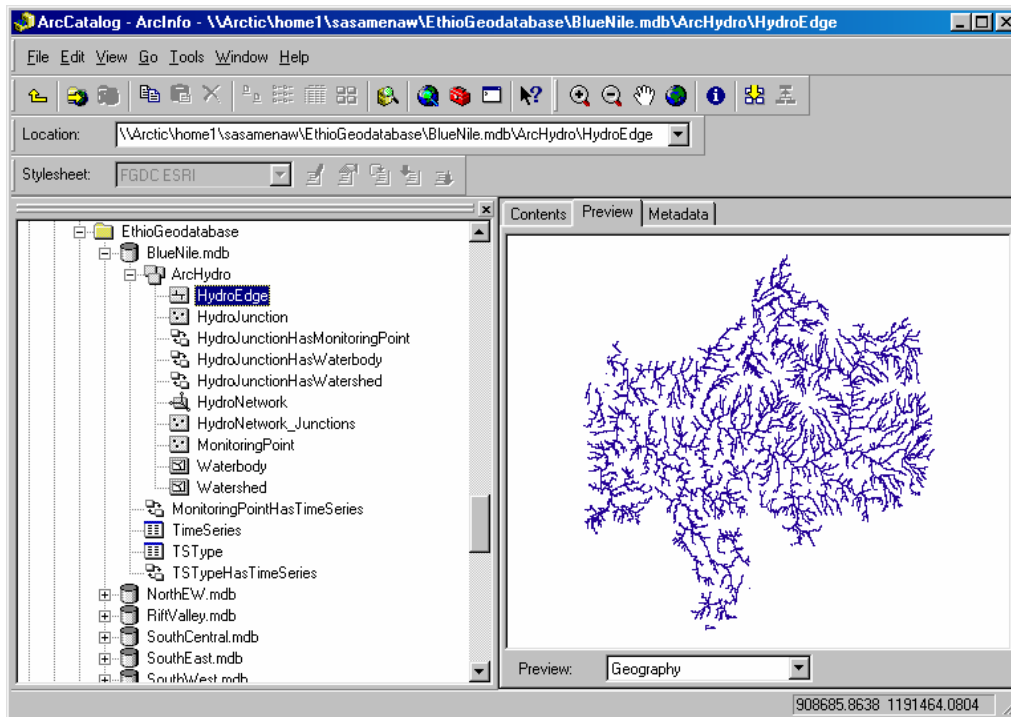 ArcCatalog - ArcInfo - \\Arctic\home1\sasamenaw\EthioGeodatabase\BlueNile.mdb\ArcHydro\HydroEdge
File Edit View Go Tools Window Help
Location: \\Arctic\home1\sasamenaw\EthioGeodatabase\BlueNile.mdb\ArcHydro\HydroEdge
Stylesheet: FGDC ESRI
EthioGeodatabase
BlueNile.mdb
ArcHydro
HydroEdge
HydroJunction
HydroJunctionHasMonitoringPoint
HydroJunctionHasWaterbody
HydroJunctionHasWatershed
HydroNetwork
HydroNetwork_Junctions
MonitoringPoint
Waterbody
Watershed
MonitoringPointHasTimeSeries
TimeSeries
TSType
TSTypeHasTimeSeries
NorthEW.mdb
RiftValley.mdb
SouthCentral.mdb
SouthEast.mdb
SouthWest.mdb
Contents Preview Metadata
Preview: Geography
908685.8638 1191464.0804